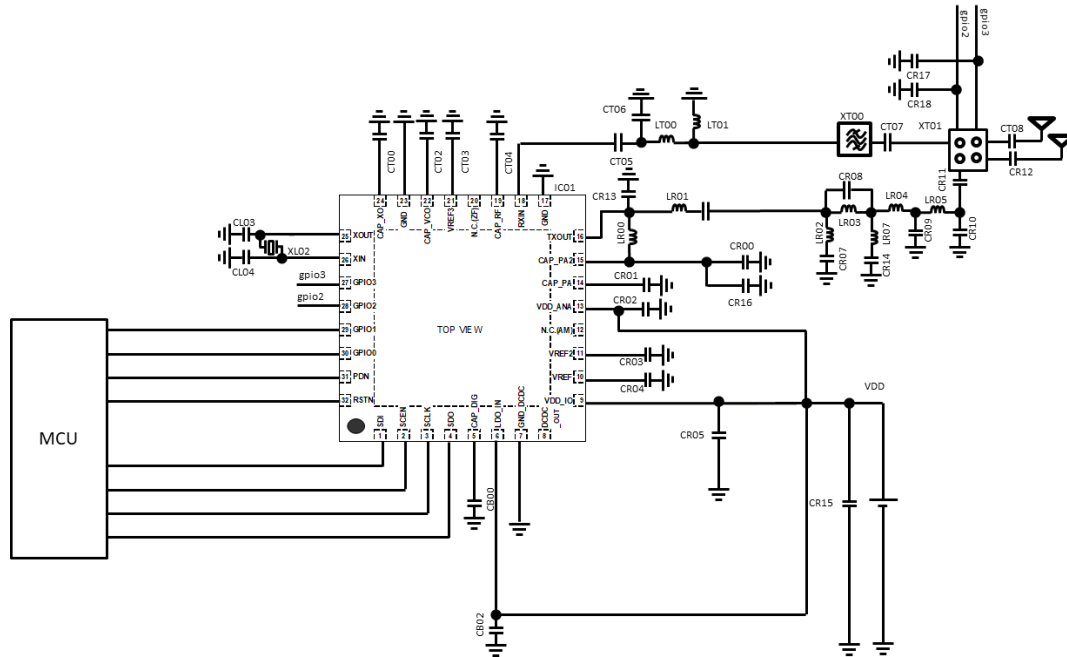 gpio2
gpio3
CR17
CR18
CT06
LT00
LT01
XT00
CT07
XT01
CT08
CR12
CT05
CR11
CT00
CT02
CT03
CT04
IC01
24
23
22
21
20
19
18
17
CAP_XO
GND
CAP_VCO
VREF3
N.C.(ZF)
CAP_RF
RXIN
GND
CR13
LR01
CR08
LR03
LR04
LR05
LR00
LR02
CR07
LR07
CR14
CR09
CR10
CL03
XL02
CL04
25 XOUT
26 XIN
gpio3
27 GPIO3
gpio2
28 GPIO2
29 GPIO1
30 GPIO0
31 PDN
32 RSTN
TOP VIEW
TXOUT 16
CAP_PA2 15
CAP_PA 14
VDD_ANA 13
N.C.(AM) 12
VREF2 11
VREF 10
VDD_IO 9
CR00
CR01
CR16
CR02
CR03
CR04
VDD
SDI
SCEN
SCLK
SDO
CAP_DIG
LDO_IN
GND_DCDC
DCDC
_OUT
1
2
3
4
5
6
7
8
MCU
CR05
CB00
CR15
CB02